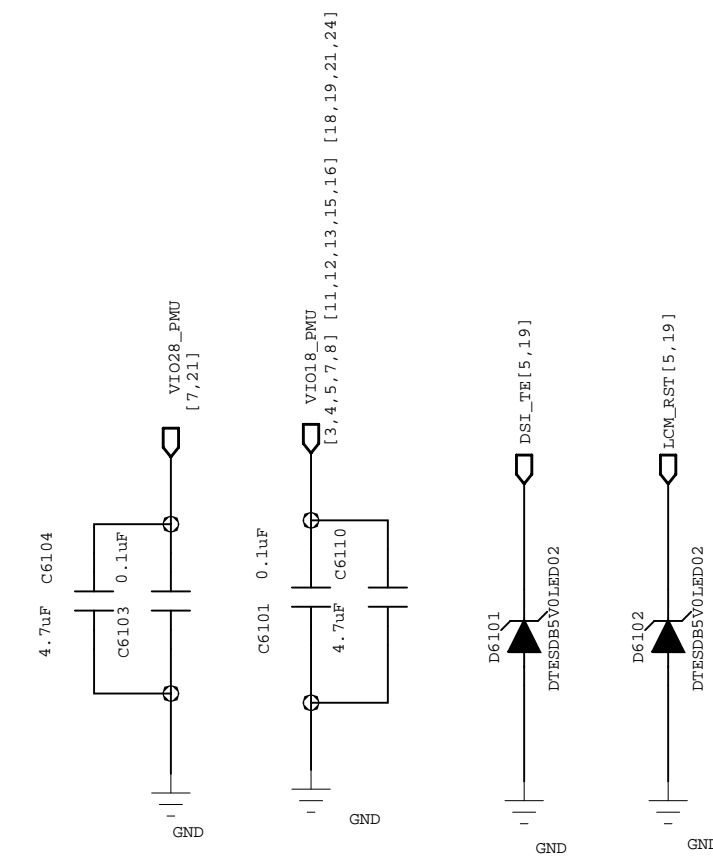 VIO28_PMU
[7,21]
C6104
4.7uF
0.1uF
C6103
GND
VIO18_PMU
[3,4,5,7,8] [11,12,13,15,16] [18,19,21,24]
0.1uF
C6101
C6110
4.7uF
GND
DSI_TE[5,19]
D6101
DTESDB5V0LED02
GND
LCM_RST[5,19]
D6102
DTESDB5V0LED02
GND